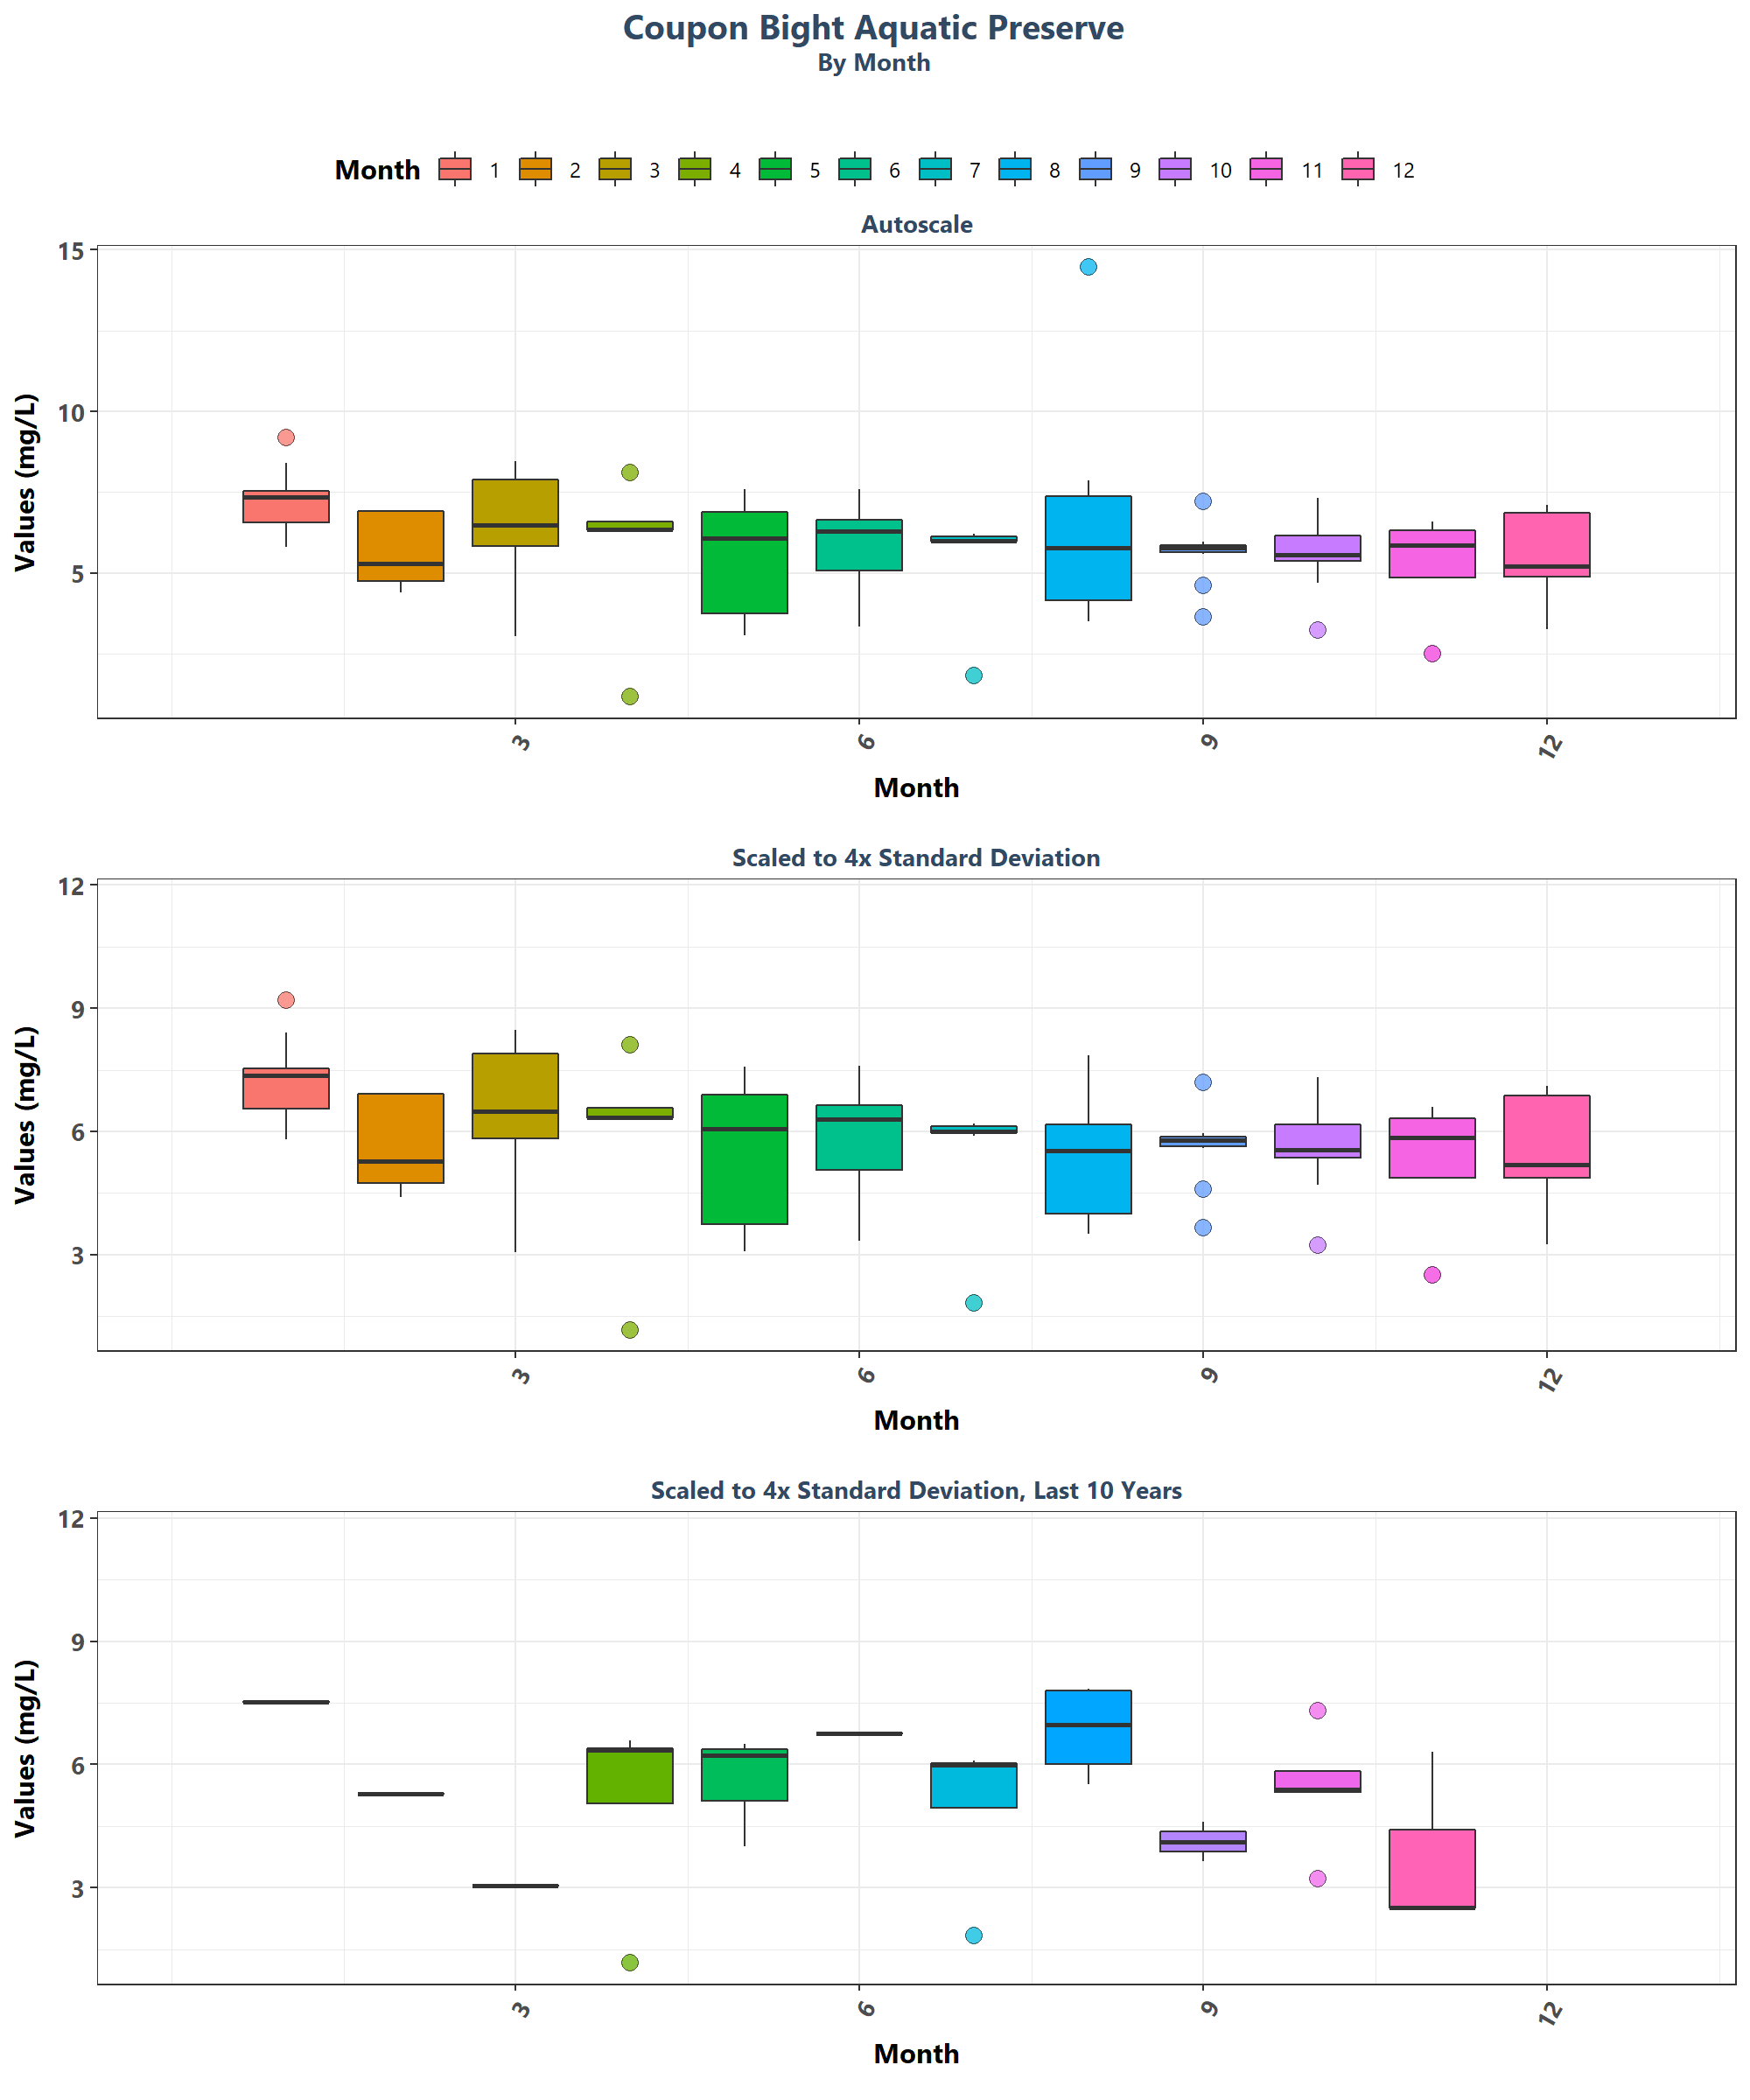 Coupon Bight Aquatic Preserve
By Month
Month 1 2 3 4 5 6 7 8 9 10 11 12
Autoscale
Values (mg/L)
15
10
5
3 6 9 12
Month
Scaled to 4x Standard Deviation
Values (mg/L)
12
9
6
3
3 6 9 12
Month
Scaled to 4x Standard Deviation, Last 10 Years
Values (mg/L)
12
9
6
3
3 6 9 12
Month